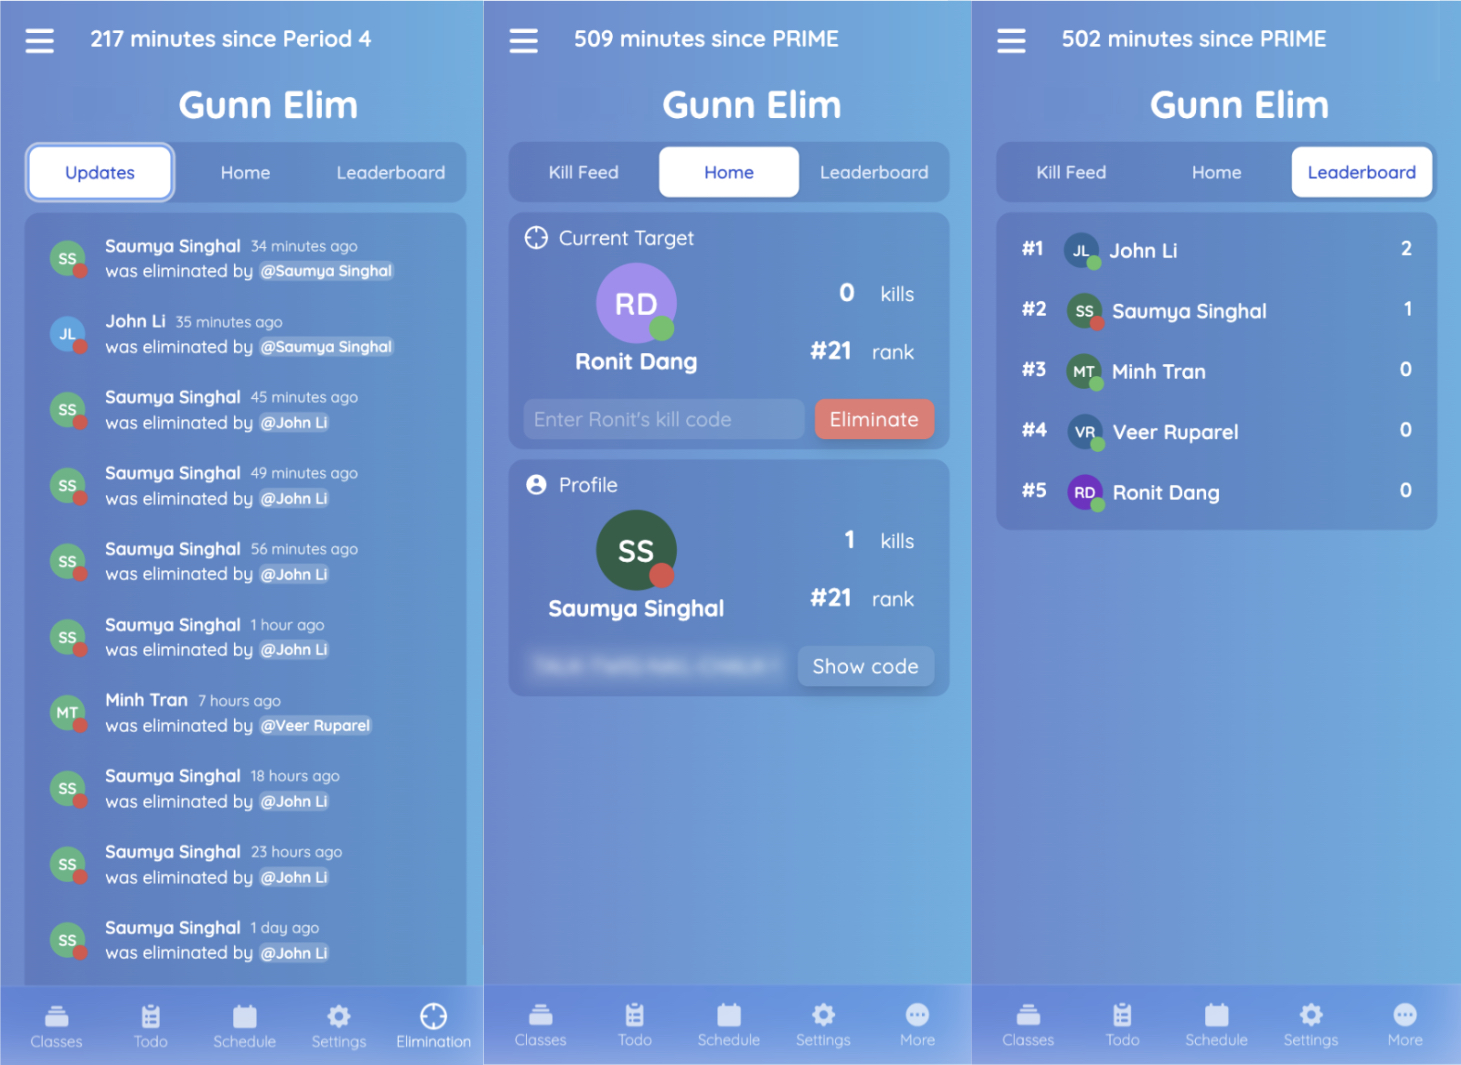 217 minutes since Period 4
Gunn Elim
Updates Home Leaderboard
SS Saumya Singhal 34 minutes ago
was eliminated by @Saumya Singhal
JL John Li 35 minutes ago
was eliminated by @Saumya Singhal
SS Saumya Singhal 45 minutes ago
was eliminated by @John Li
SS Saumya Singhal 49 minutes ago
was eliminated by @John Li
SS Saumya Singhal 56 minutes ago
was eliminated by @John Li
SS Saumya Singhal 1 hour ago
was eliminated by @John Li
MT Minh Tran 7 hours ago
was eliminated by @Veer Ruparel
SS Saumya Singhal 18 hours ago
was eliminated by @John Li
SS Saumya Singhal 23 hours ago
was eliminated by @John Li
SS Saumya Singhal 1 day ago
was eliminated by @John Li
Classes Todo Schedule Settings Elimination
509 minutes since PRIME
Gunn Elim
Kill Feed Home Leaderboard
Current Target
RD
0 kills
#21 rank
Ronit Dang
Enter Ronit's kill code Eliminate
Profile
SS
1 kills
#21 rank
Saumya Singhal
Show code
Classes Todo Schedule Settings More
502 minutes since PRIME
Gunn Elim
Kill Feed Home Leaderboard
#1 JL John Li 2
#2 SS Saumya Singhal 1
#3 MT Minh Tran 0
#4 VR Veer Ruparel 0
#5 RD Ronit Dang 0
Classes Todo Schedule Settings More